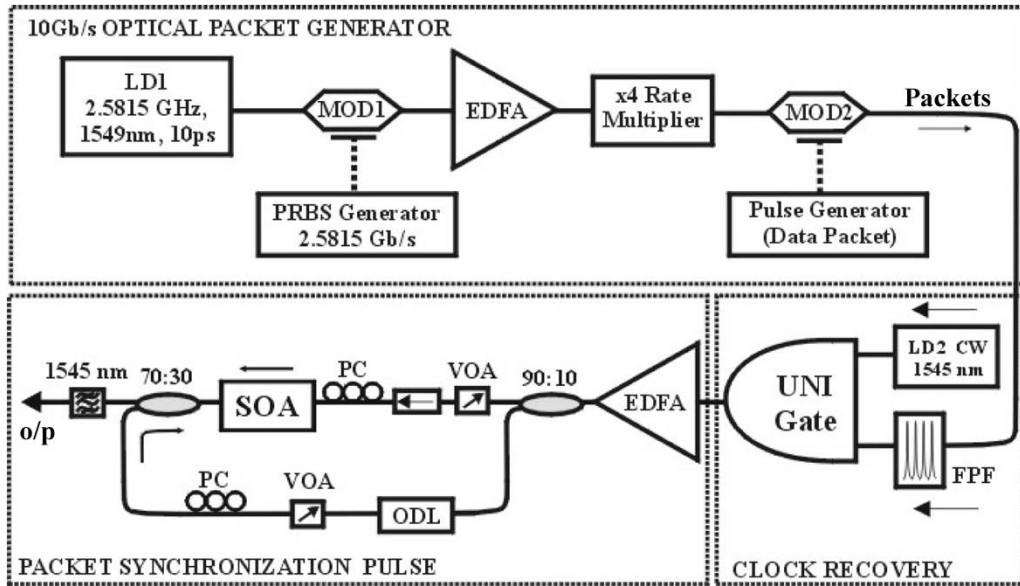 10Gb/s OPTICAL PACKET GENERATOR
LD1
2.5815 GHz,
1549nm, 10ps
MOD1
EDFA
x4 Rate
Multiplier
MOD2
Packets
PRBS Generator
2.5815 Gb/s
Pulse Generator
(Data Packet)
1545 nm
70:30
PC
VOA
90:10
SOA
EDFA
o/p
PC
VOA
ODL
PACKET SYNCHRONIZATION PULSE
UNI
Gate
LD2 CW
1545 nm
FPF
CLOCK RECOVERY